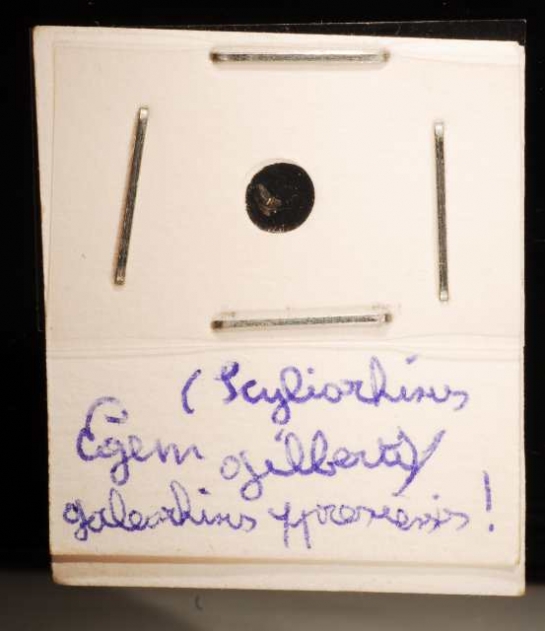 (Scyliorhinus
Egem gilberti)
galeorhinus ypresiensis!